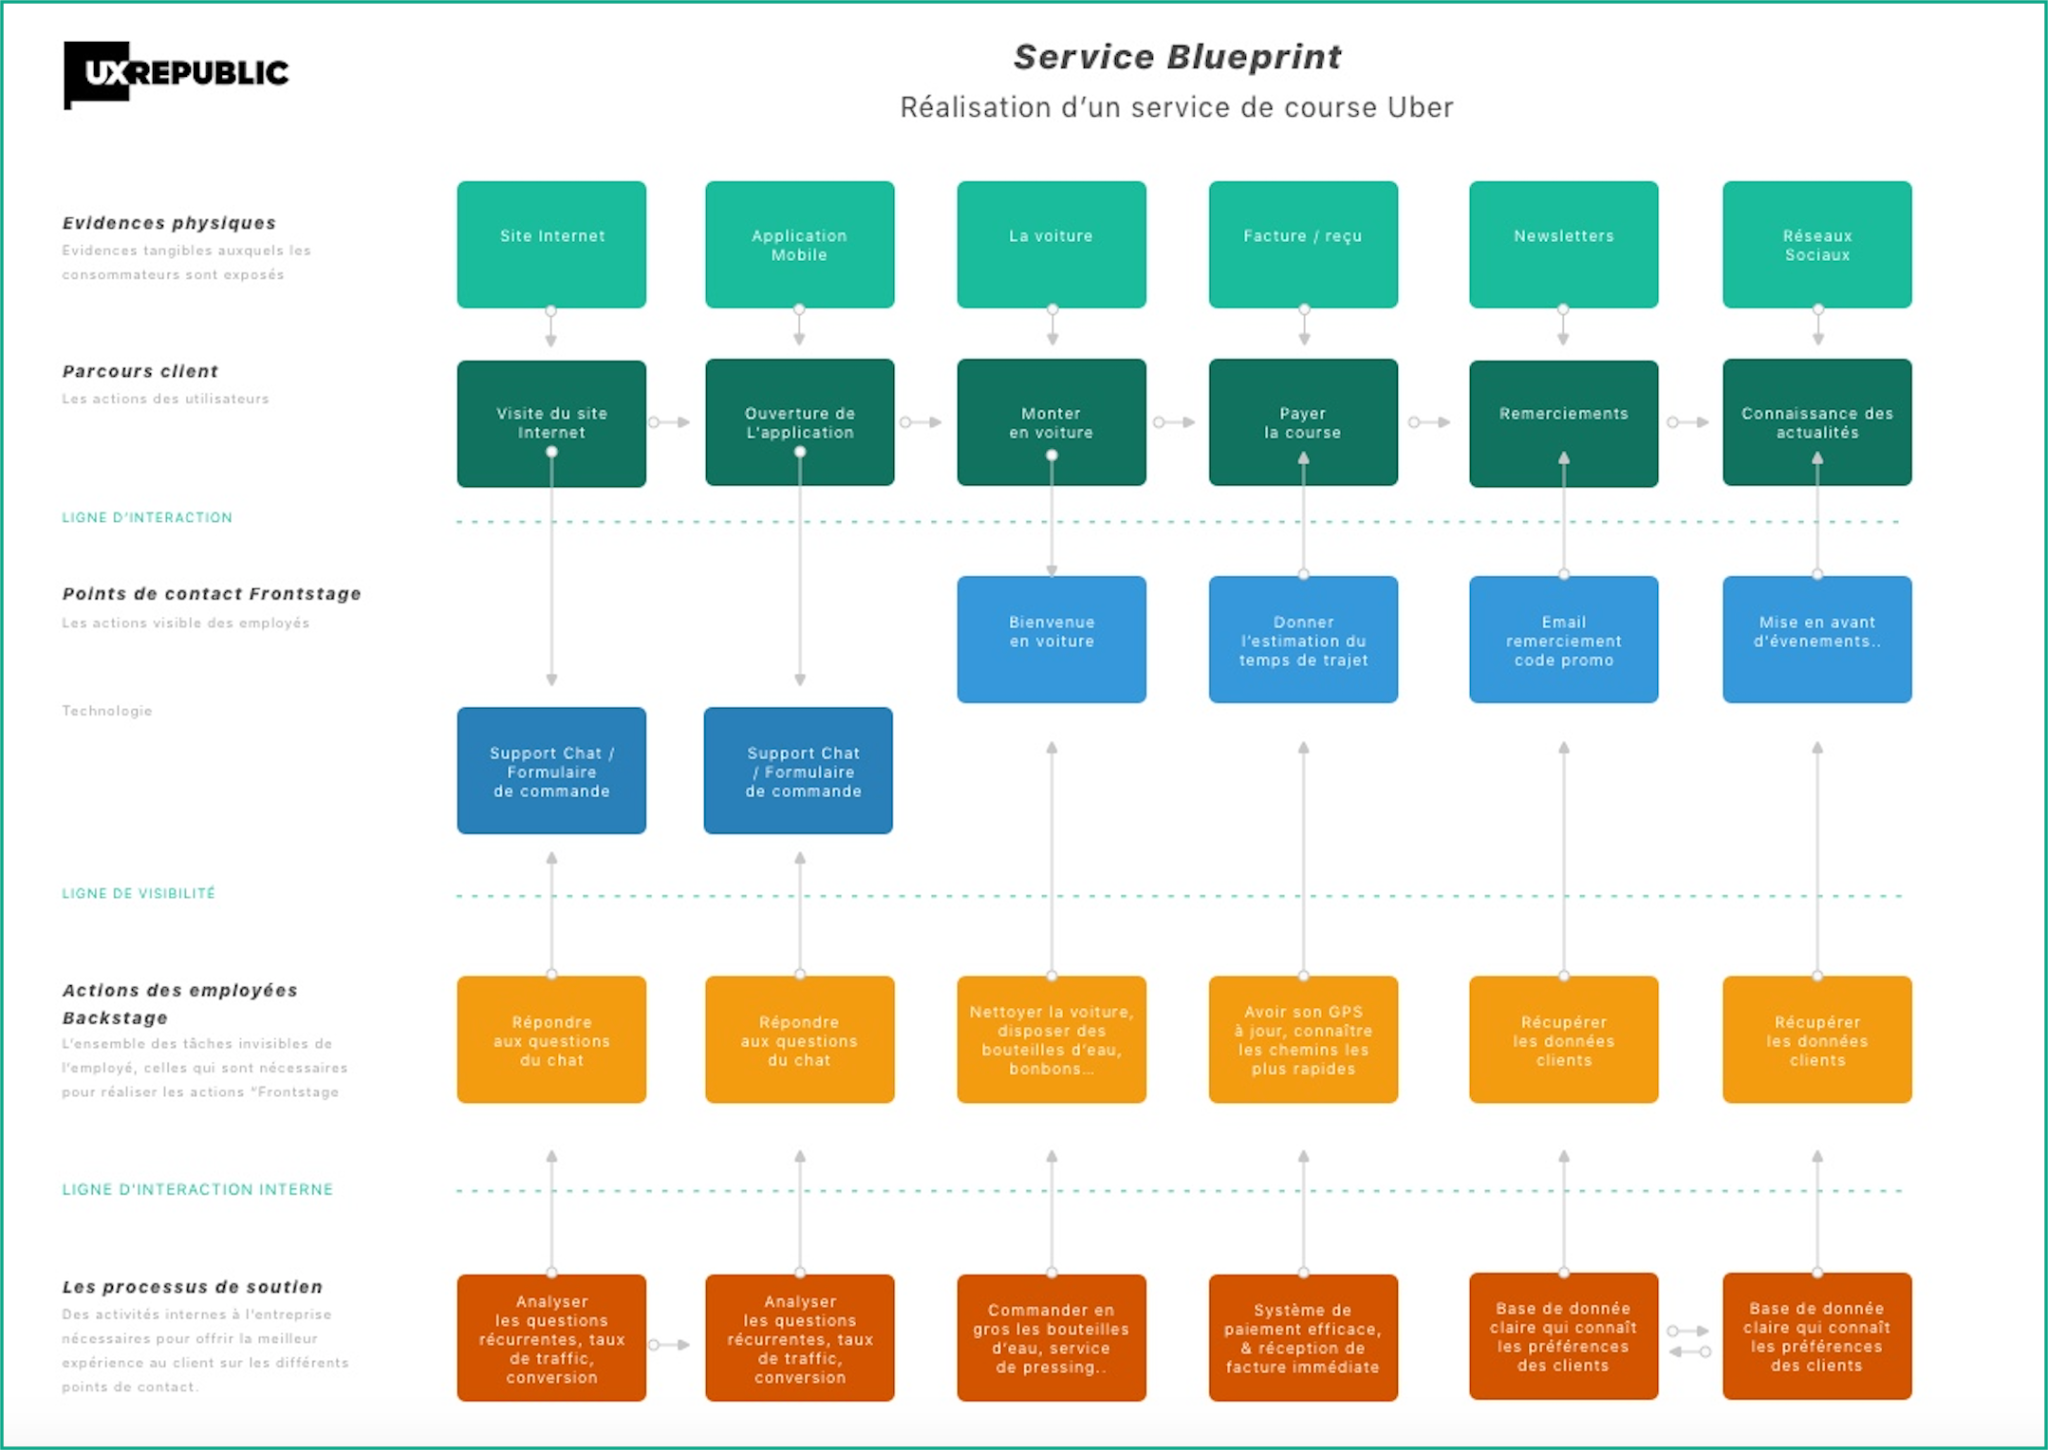 UXREPUBLIC
Service Blueprint
Réalisation d’un service de course Uber
Evidences physiques
Evidences tangibles auxquels les
consommateurs sont exposés
Site Internet
Application
Mobile
La voiture
Facture / reçu
Newsletters
Réseaux
Sociaux
Parcours client
Les actions des utilisateurs
Visite du site
Internet
Ouverture de
L'application
Monter
en voiture
Payer
la course
Remerciements
Connaissance des
actualités
LIGNE D'INTERACTION
Points de contact Frontstage
Les actions visible des employés
Bienvenue
en voiture
Donner
l'estimation du
temps de trajet
Email
remerciement
code promo
Mise en avant
d'évenements..
Technologie
Support Chat /
Formulaire
de commande
Support Chat
/ Formulaire
de commande
LIGNE DE VISIBILITÉ
Actions des employées
Backstage
L'ensemble des tâches invisibles de
l'employé, celles qui sont nécessaires
pour réaliser les actions "Frontstage
Répondre
aux questions
du chat
Répondre
aux questions
du chat
Nettoyer la voiture,
disposer des
bouteilles d'eau,
bonbons...
Avoir son GPS
à jour, connaître
les chemins les
plus rapides
Récupérer
les données
clients
Récupérer
les données
clients
LIGNE D'INTERACTION INTERNE
Les processus de soutien
Des activités internes à l'entreprise
nécessaires pour offrir la meilleur
expérience au client sur les différents
points de contact.
Analyser
les questions
récurrentes, taux
de traffic,
conversion
Analyser
les questions
récurrentes, taux
de traffic,
conversion
Commander en
gros les bouteilles
d'eau, service
de pressing..
Système de
paiement efficace,
& réception de
facture immédiate
Base de donnée
claire qui connaît
les préférences
des clients
Base de donnée
claire qui connaît
les préférences
des clients